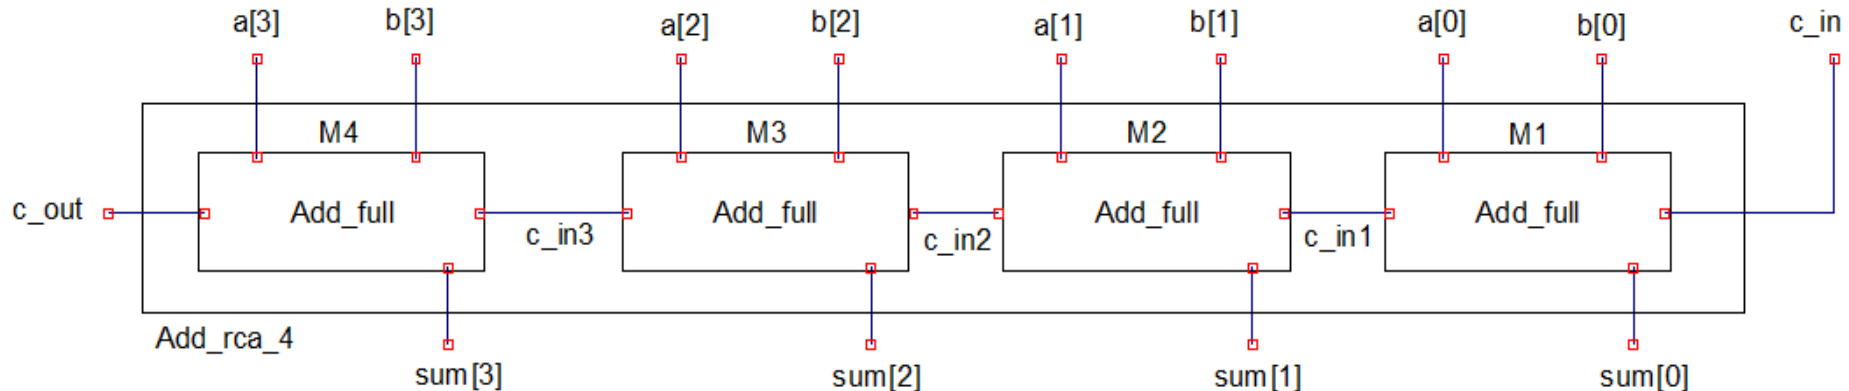 a[3] b[3] a[2] b[2] a[1] b[1] a[0] b[0] c_in
M4 M3 M2 M1
c_out Add_full Add_full Add_full Add_full
c_in3 c_in2 c_in1
Add_rca_4
sum[3] sum[2] sum[1] sum[0]